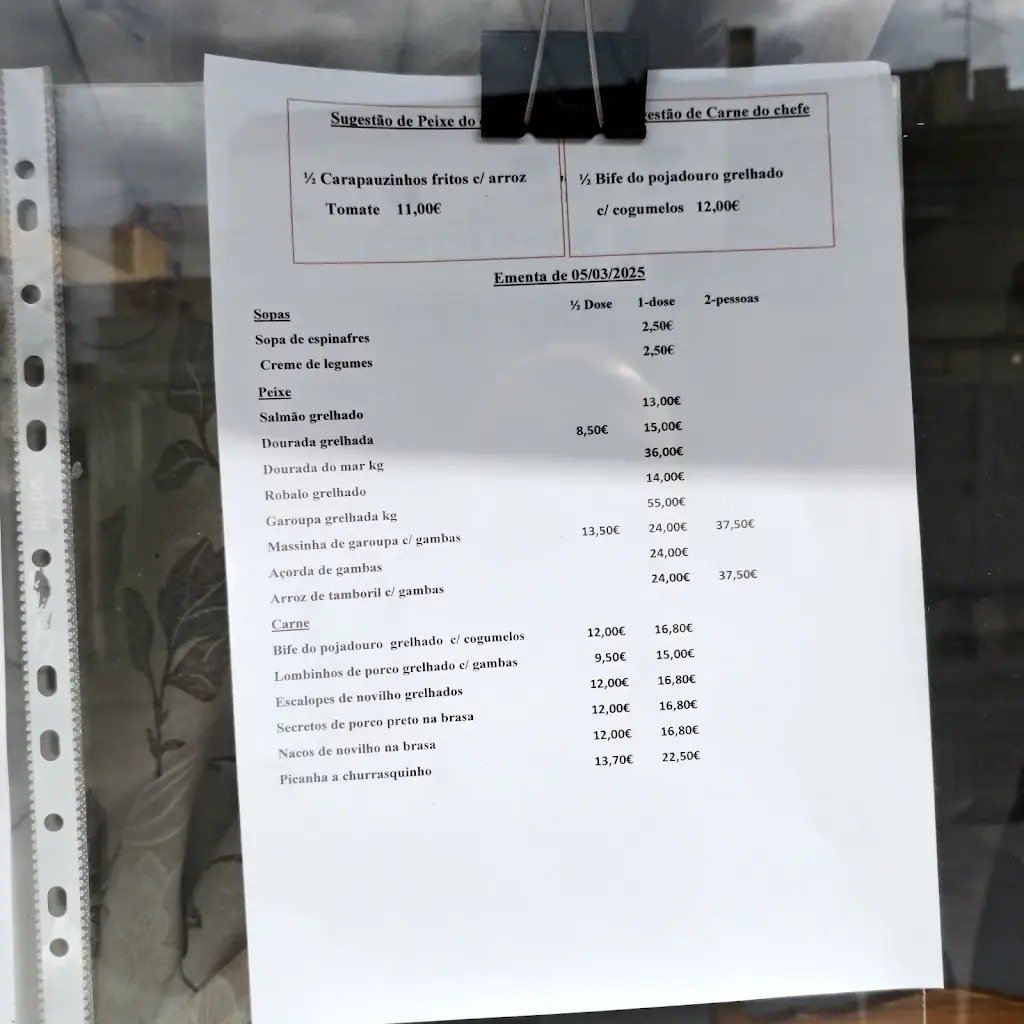 Sugestão de Peixe do
estão de Carne do chefe
½ Carapauzinhos fritos c/ arroz
Tomate 11,00€
½ Bife do pojadouro grelhado
c/ cogumelos 12,00€
Ementa de 05/03/2025
½ Dose 1-dose 2-pessoas
Sopas
Sopa de espinafres 2,50€
Creme de legumes 2,50€
Peixe
Salmão grelhado 13,00€
Dourada grelhada 8,50€ 15,00€
Dourada do mar kg 36,00€
Robalo grelhado 14,00€
Garoupa grelhada kg 55,00€
Massinha de garoupa c/ gambas 13,50€ 24,00€ 37,50€
Açorda de gambas 24,00€
Arroz de tamboril c/ gambas 24,00€ 37,50€
Carne
Bife do pojadouro grelhado c/ cogumelos 12,00€ 16,80€
Lombinhos de porco grelhado c/ gambas 9,50€ 15,00€
Escalopes de novilho grelhados 12,00€ 16,80€
Secretos de porco preto na brasa 12,00€ 16,80€
Nacos de novilho na brasa 12,00€ 16,80€
Picanha a churrasquinho 13,70€ 22,50€